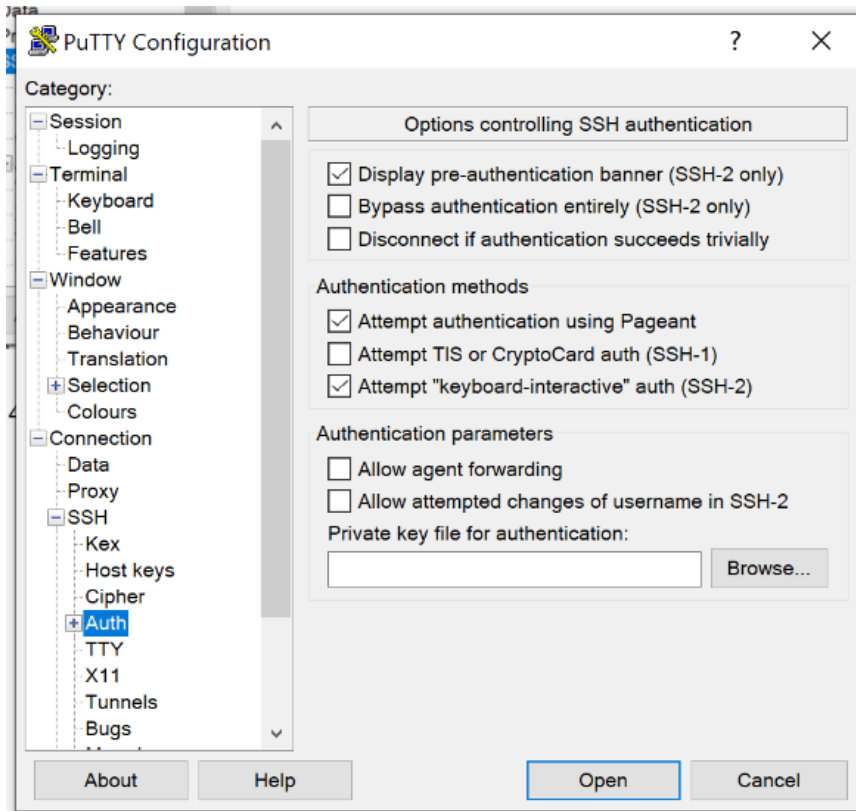 PuTTY Configuration
Category:
Session
Logging
Terminal
Keyboard
Bell
Features
Window
Appearance
Behaviour
Translation
Selection
Colours
Connection
Data
Proxy
SSH
Kex
Host keys
Cipher
Auth
TTY
X11
Tunnels
Bugs
Options controlling SSH authentication
Display pre-authentication banner (SSH-2 only)
Bypass authentication entirely (SSH-2 only)
Disconnect if authentication succeeds trivially
Authentication methods
Attempt authentication using Pageant
Attempt TIS or CryptoCard auth (SSH-1)
Attempt "keyboard-interactive" auth (SSH-2)
Authentication parameters
Allow agent forwarding
Allow attempted changes of username in SSH-2
Private key file for authentication:
Browse...
About
Help
Open
Cancel